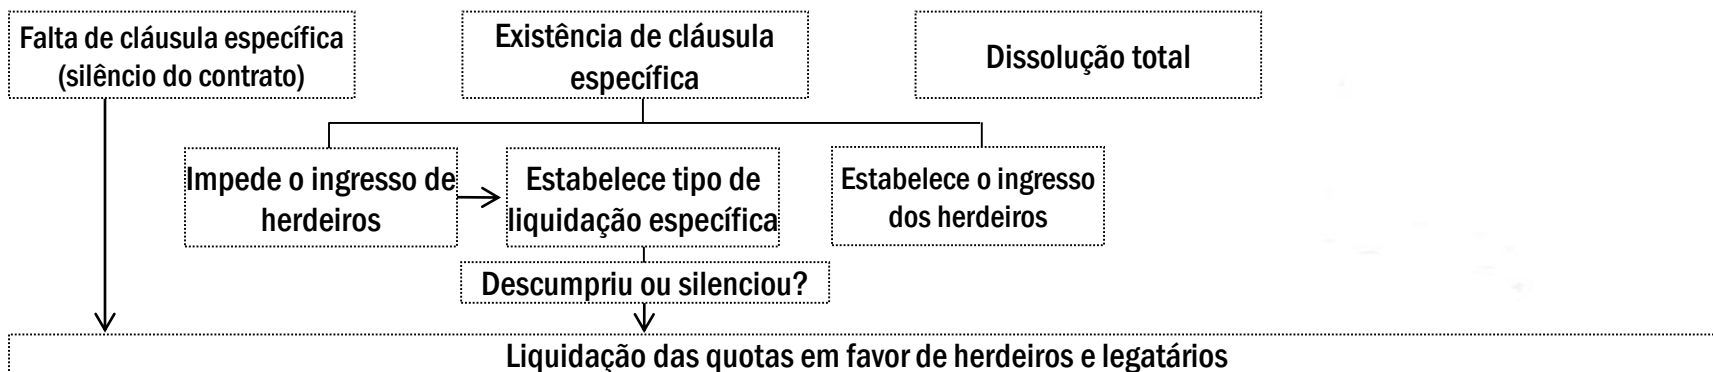 Falta de cláusula específica
(silêncio do contrato)
Existência de cláusula
específica
Dissolução total
Impede o ingresso de
herdeiros
Estabelece tipo de
liquidação específica
Estabelece o ingresso
dos herdeiros
Descumpriu ou silenciou?
Liquidação das quotas em favor de herdeiros e legatários